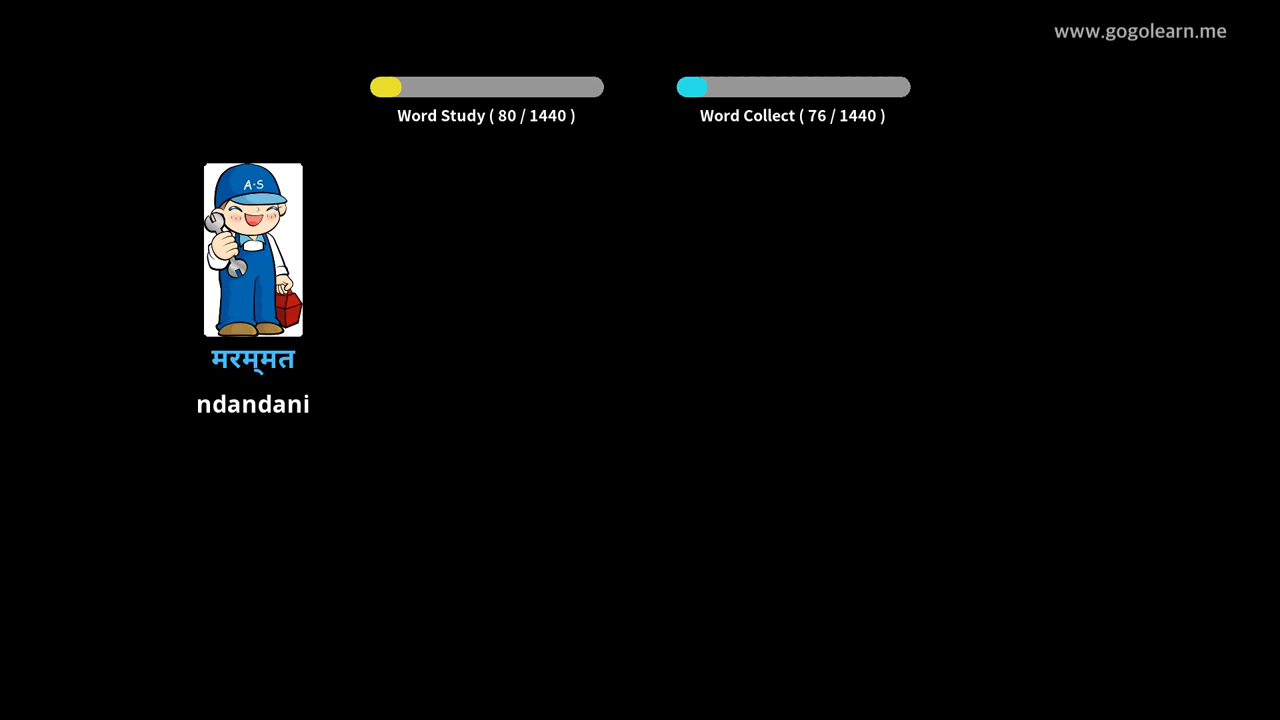 www.gogolearn.me
Word Study ( 80 / 1440 )
Word Collect ( 76 / 1440 )
A·S
मरम्मत
ndandani